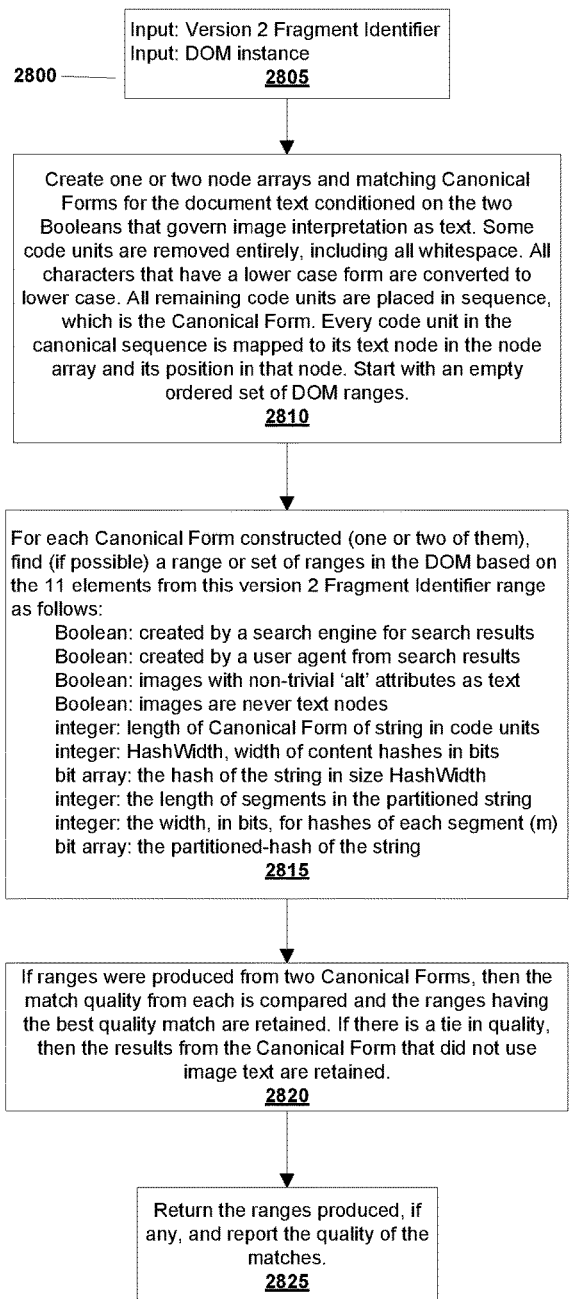 Input: Version 2 Fragment Identifier
Input: DOM instance
2805
2800
Create one or two node arrays and matching Canonical
Forms for the document text conditioned on the two
Booleans that govern image interpretation as text. Some
code units are removed entirely, including all whitespace. All
characters that have a lower case form are converted to
lower case. All remaining code units are placed in sequence,
which is the Canonical Form. Every code unit in the
canonical sequence is mapped to its text node in the node
array and its position in that node. Start with an empty
ordered set of DOM ranges.
2810
For each Canonical Form constructed (one or two of them),
find (if possible) a range or set of ranges in the DOM based on
the 11 elements from this version 2 Fragment Identifier range
as follows:
Boolean: created by a search engine for search results
Boolean: created by a user agent from search results
Boolean: images with non-trivial ‘alt’ attributes as text
Boolean: images are never text nodes
integer: length of Canonical Form of string in code units
integer: HashWidth, width of content hashes in bits
bit array: the hash of the string in size HashWidth
integer: the length of segments in the partitioned string
integer: the width, in bits, for hashes of each segment (m)
bit array: the partitioned-hash of the string
2815
If ranges were produced from two Canonical Forms, then the
match quality from each is compared and the ranges having
the best quality match are retained. If there is a tie in quality,
then the results from the Canonical Form that did not use
image text are retained.
2820
Return the ranges produced, if
any, and report the quality of the
matches.
2825